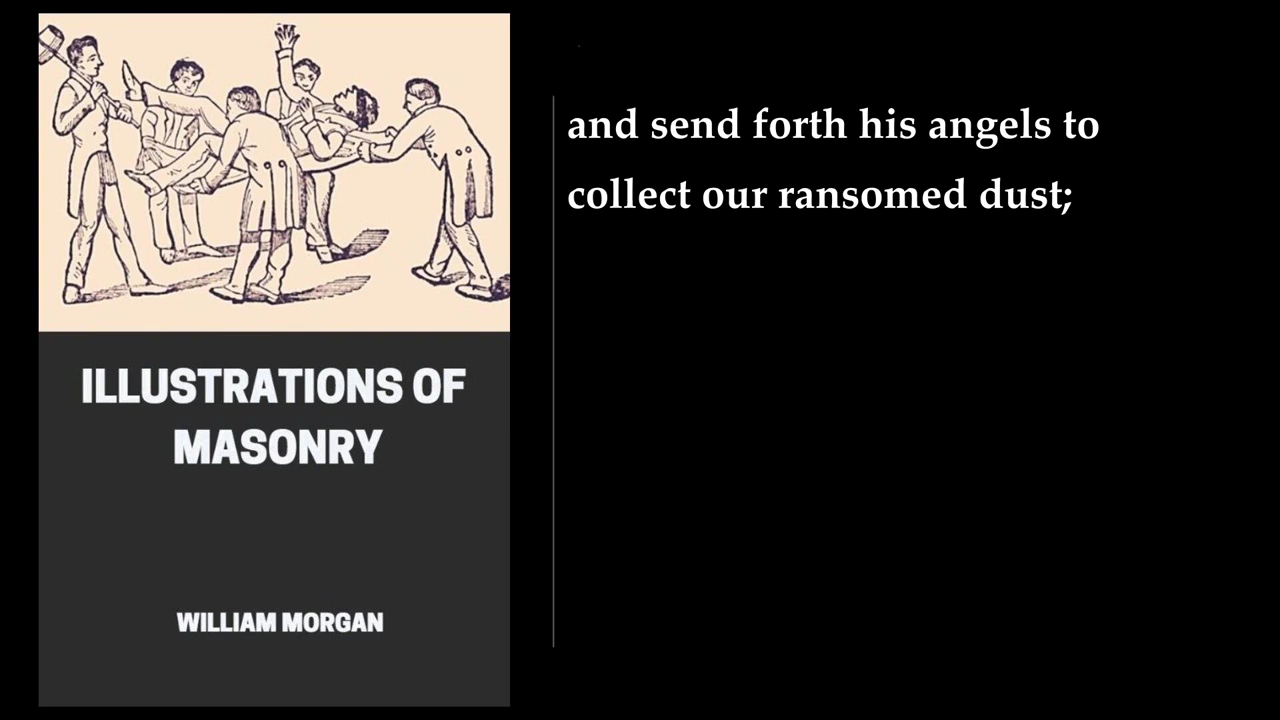 ILLUSTRATIONS OF
MASONRY
WILLIAM MORGAN
and send forth his angels to
collect our ransomed dust;